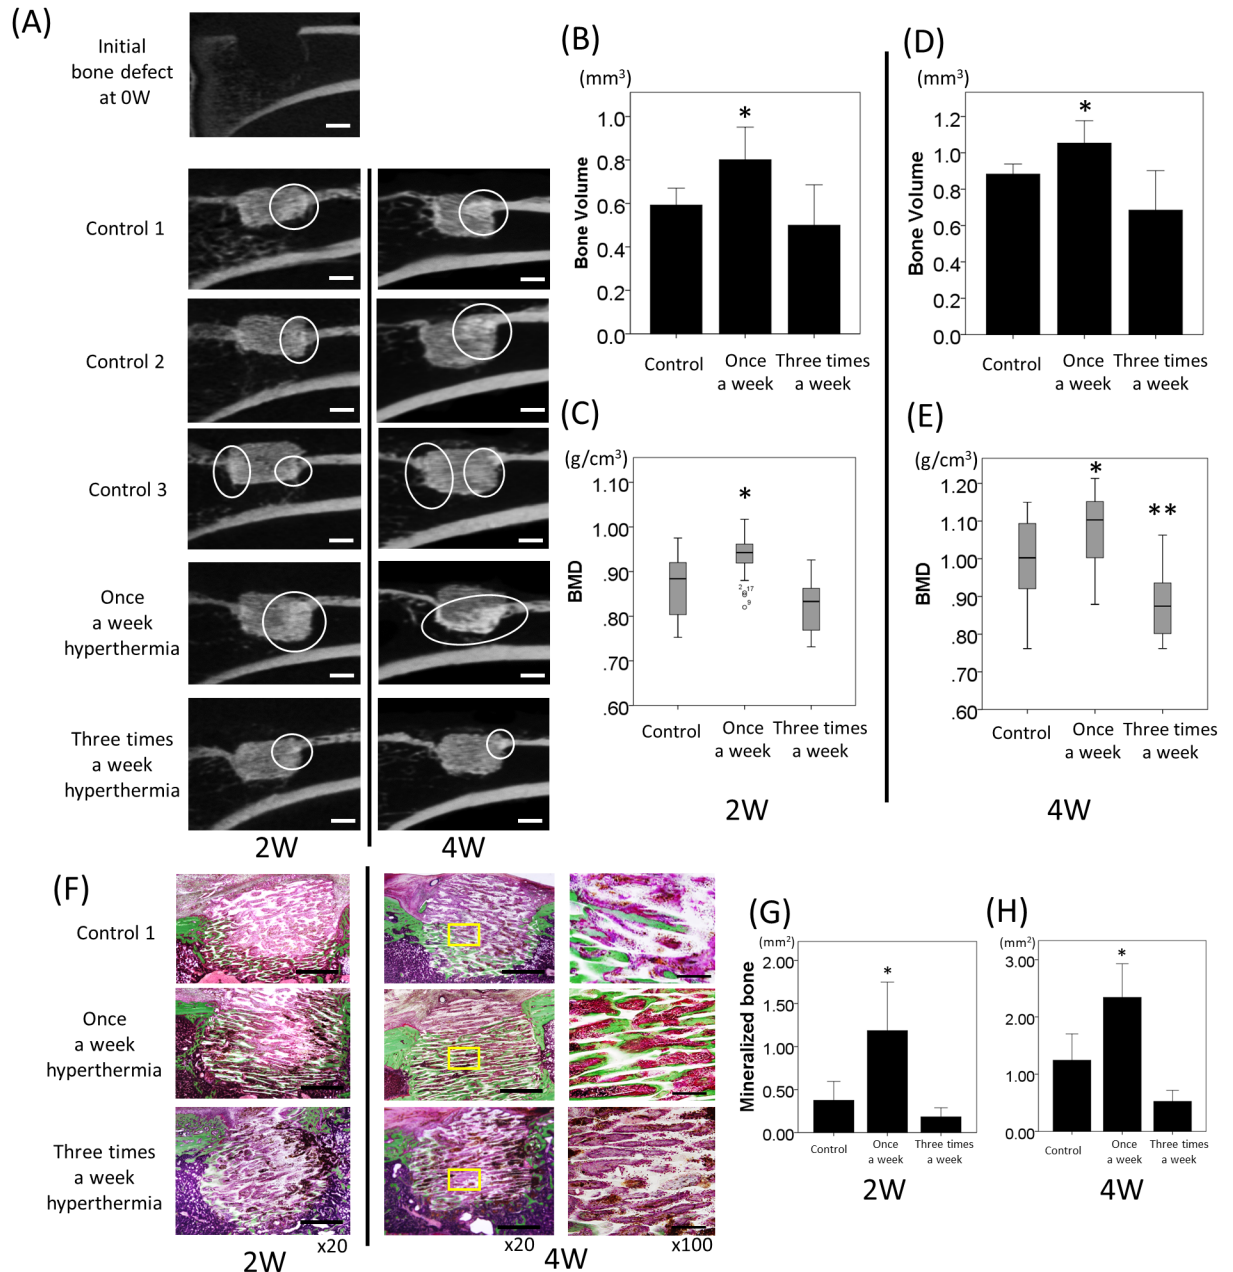 (A)
Initial
bone defect
at 0W
Control 1
Control 2
Control 3
Once
a week
hyperthermia
Three times
a week
hyperthermia
2W
4W
(B)
(mm3)
Bone Volume
1.0
0.8
0.6
0.4
0.2
0.0
*
Control
Once
a week
Three times
a week
(C)
(g/cm3)
BMD
1.10
1.00
.90
.80
.70
.60
*
2 17
9
Control
Once
a week
Three times
a week
2W
(D)
(mm3)
Bone Volume
1.2
1.0
0.8
0.6
0.4
0.2
0.0
*
Control
Once
a week
Three times
a week
(E)
(g/cm3)
BMD
1.20
1.10
1.00
.90
.80
.70
.60
*
**
Control
Once
a week
Three times
a week
4W
(F)
Control 1
Once
a week
hyperthermia
Three times
a week
hyperthermia
x20
x20
x100
2W
4W
(G)
(mm2)
Mineralized bone
2.00
1.50
1.00
0.50
0.00
*
Control
Once
a week
Three times
a week
2W
(H)
(mm2)
3.00
2.00
1.00
0.00
*
Control
Once
a week
Three times
a week
4W